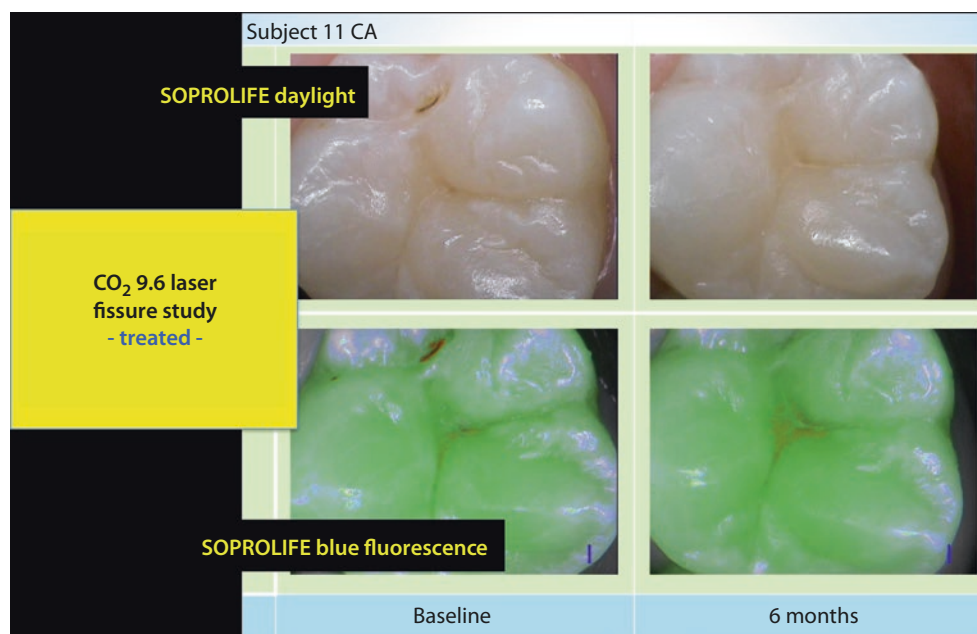 Subject 11 CA
SOPROLIFE daylight
CO₂ 9.6 laser
fissure study
- treated -
SOPROLIFE blue fluorescence
Baseline
6 months